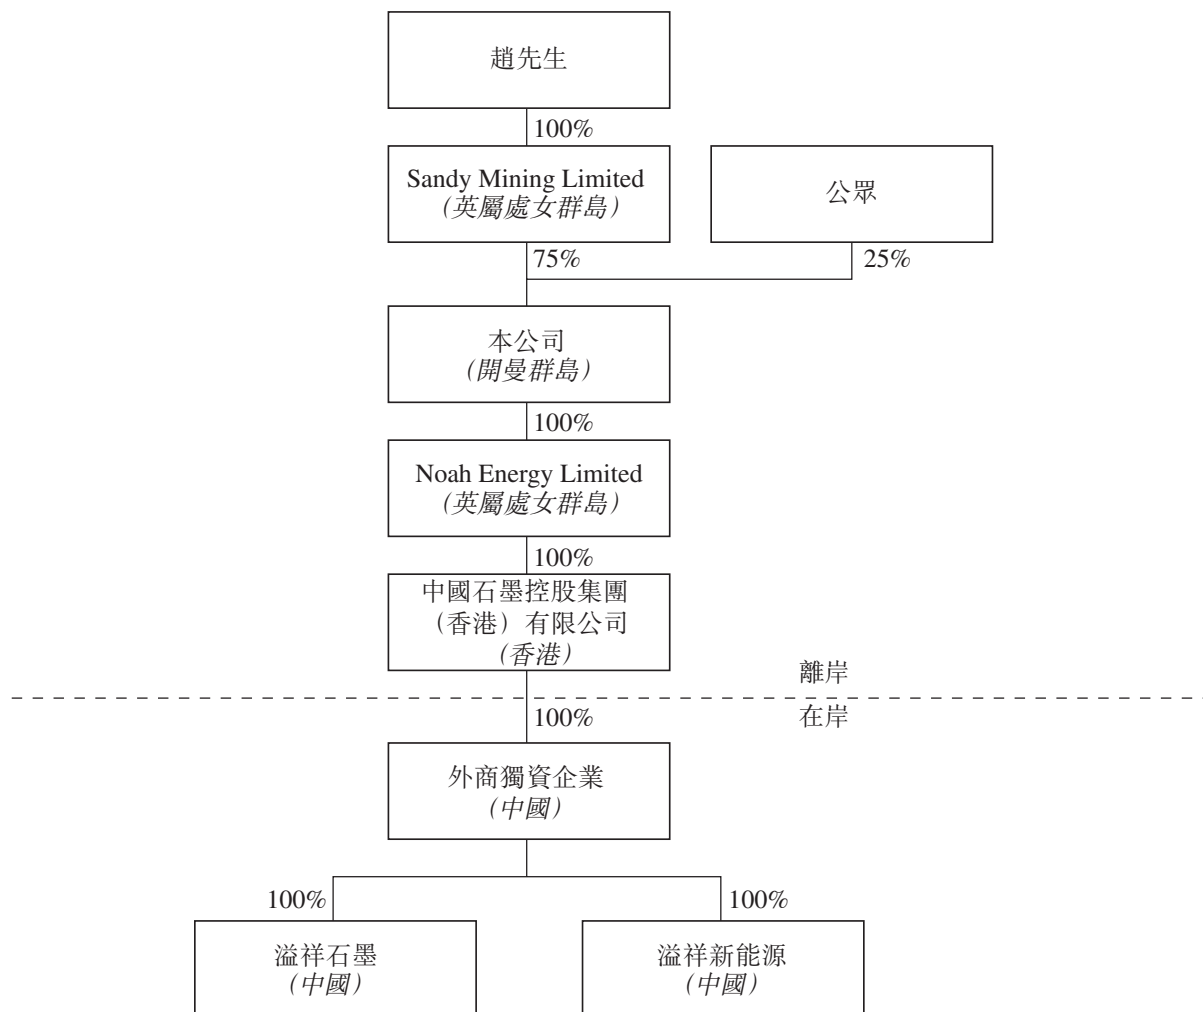 趙先生
100%
Sandy Mining Limited
（英屬處女群島）
公眾
75%
25%
本公司
（開曼群島）
100%
Noah Energy Limited
（英屬處女群島）
100%
中國石墨控股集團
（香港）有限公司
（香港）
離岸
100%
在岸
外商獨資企業
（中國）
100%
100%
溢祥石墨
（中國）
溢祥新能源
（中國）